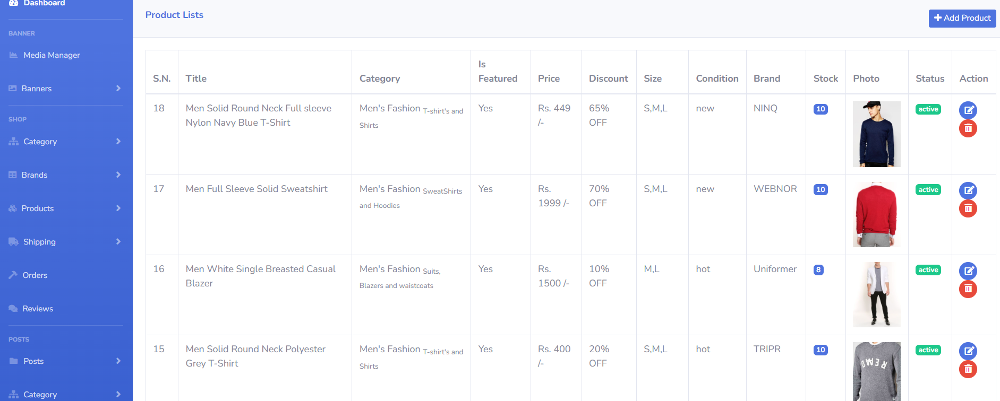 Dashboard
BANNER
Media Manager
Banners
SHOP
Category
Brands
Products
Shipping
Orders
Reviews
POSTS
Posts
Category
Product Lists
Add Product
S.N. Title Category Is Featured Price Discount Size Condition Brand Stock Photo Status Action
18 Men Solid Round Neck Full sleeve Men's Fashion T-shirt's and Yes Rs. 449 65% S,M,L new NINQ 10 active
Nylon Navy Blue T-Shirt Shirts /- OFF
17 Men Full Sleeve Solid Sweatshirt Men's Fashion SweatShirts Yes Rs. 70% S,M,L new WEBNOR 10 active
and Hoodies 1999 /- OFF
16 Men White Single Breasted Casual Men's Fashion Suits, Yes Rs. 10% M,L hot Uniformer 8 active
Blazer Blazers and waistcoats 1500 /- OFF
15 Men Solid Round Neck Polyester Men's Fashion T-shirt's and Yes Rs. 400 20% S,M,L hot TRIPR 10 active
Grey T-Shirt Shirts /- OFF